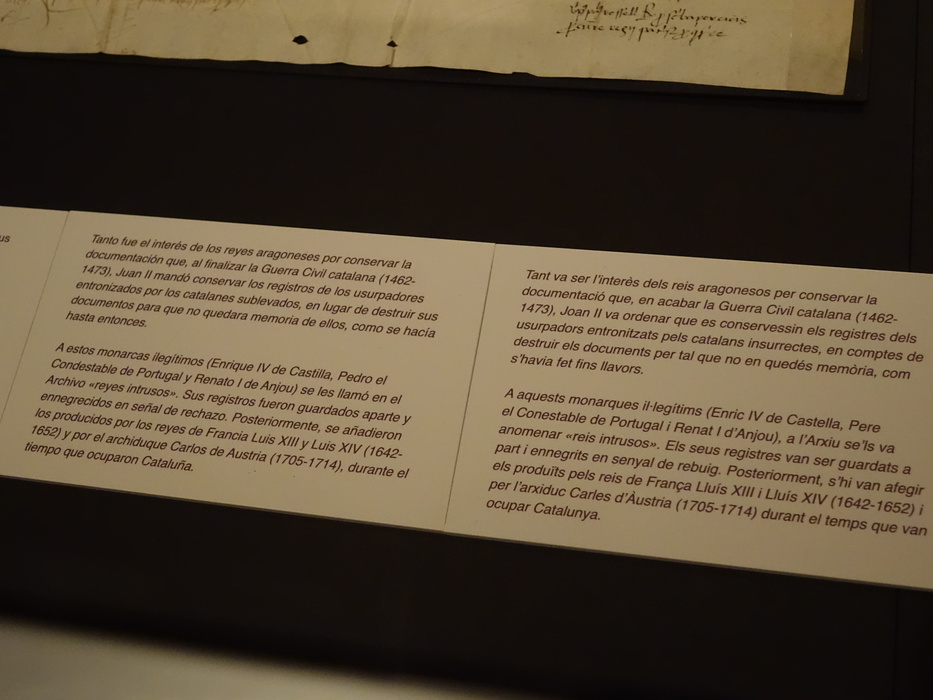 us
Tanto fue el interés de los reyes aragoneses por conservar la
documentación que, al finalizar la Guerra Civil catalana (1462-
1473), Juan II mandó conservar los registros de los usurpadores
entronizados por los catalanes sublevados, en lugar de destruir sus
documentos para que no quedara memoria de ellos, como se hacía
hasta entonces.
A estos monarcas ilegítimos (Enrique IV de Castilla, Pedro el
Condestable de Portugal y Renato I de Anjou) se les llamó en el
Archivo «reyes intrusos». Sus registros fueron guardados aparte y
ennegrecidos en señal de rechazo. Posteriormente, se añadieron
los producidos por los reyes de Francia Luis XIII y Luis XIV (1642-
1652) y por el archiduque Carlos de Austria (1705-1714), durante el
tiempo que ocuparon Cataluña.
Tant va ser l'interès dels reis aragonesos per conservar la
documentació que, en acabar la Guerra Civil catalana (1462-
1473), Joan II va ordenar que es conservessin els registres dels
usurpadors entronitzats pels catalans insurrectes, en comptes de
destruir els documents per tal que no en quedés memòria, com
s'havia fet fins llavors.
A aquests monarques il·legítims (Enric IV de Castella, Pere
el Conestable de Portugal i Renat I d'Anjou), a l'Arxiu se'ls va
anomenar «reis intrusos». Els seus registres van ser guardats a
part i ennegrits en senyal de rebuig. Posteriorment, s'hi van afegir
els produïts pels reis de França Lluís XIII i Lluís XIV (1642-1652) i
per l'arxiduc Carles d'Àustria (1705-1714) durant el temps que van
ocupar Catalunya.